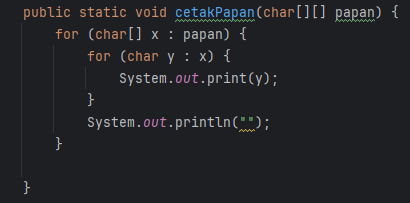 public static void cetakPapan(char[][] papan) {
    for (char[] x : papan) {
        for (char y : x) {
            System.out.print(y);
        }
        System.out.println("");
    }

}